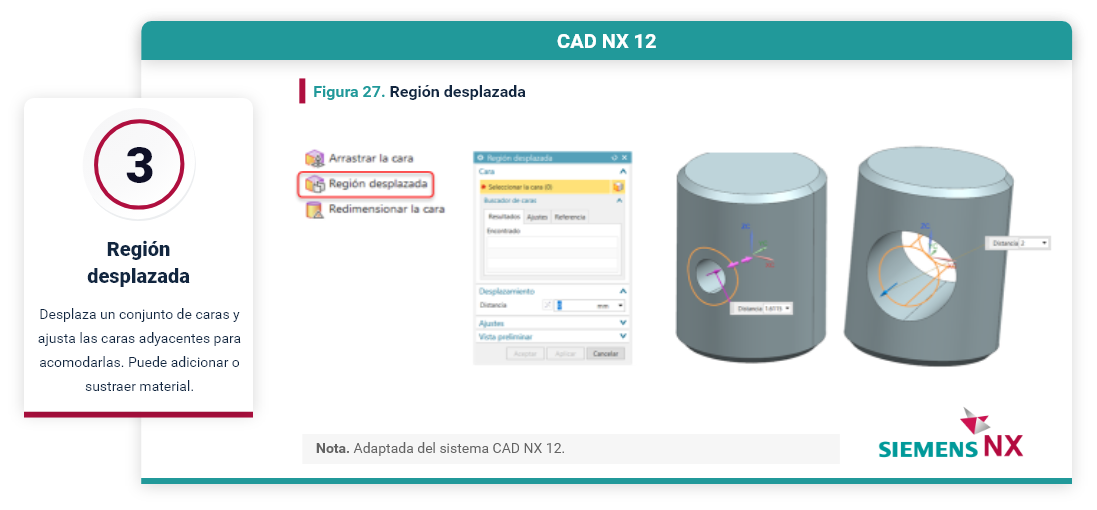 CAD NX 12
3
Región
desplazada
Desplaza un conjunto de caras y
ajusta las caras adyacentes para
acomodarlas. Puede adicionar o
sustraer material.
Figura 27. Región desplazada
Arrastrar la cara
Región desplazada
Redimensionar la cara
Región desplazada
Cara
Seleccionar la cara (0)
Buscador de caras
Resultados Ajustes Referencia
Encontrado
Desplazamiento
Distancia 0 mm
Ajustes
Vista preliminar
Aceptar Aplicar Cancelar
ZC
Distancia 1.6115
ZC
Distancia 2
Nota. Adaptada del sistema CAD NX 12.
SIEMENS NX